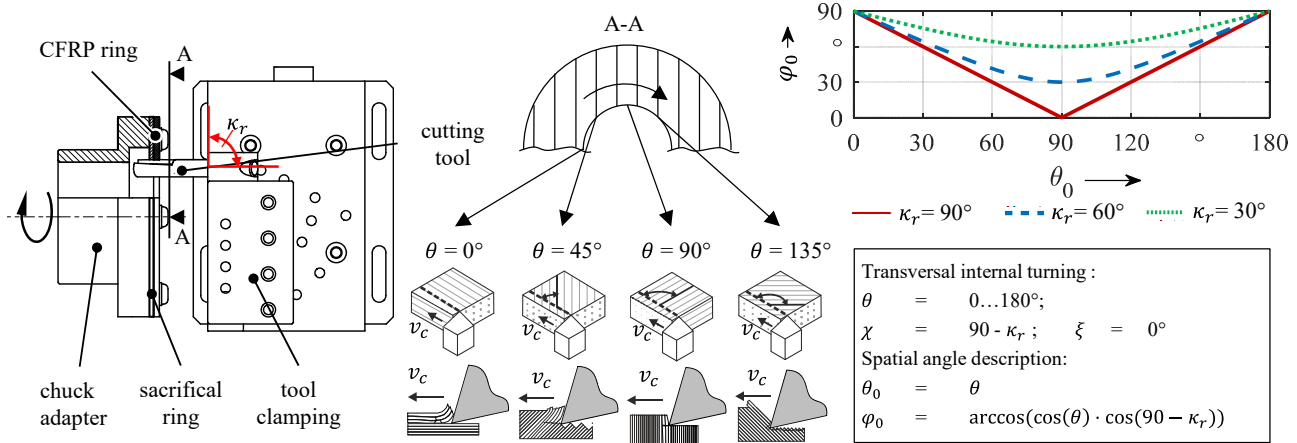 CFRP ring
A
κr
A
cutting
tool
chuck
adapter
sacrifical
ring
tool
clamping
A-A
θ = 0° θ = 45° θ = 90° θ = 135°
vc vc vc vc
vc vc vc vc
90
°
30
0
φ0
0 30 60 90 120 ° 180
θ0
κr = 90° κr = 60° κr = 30°
Transversal internal turning :
θ = 0…180°;
χ = 90 - κr ; ξ = 0°
Spatial angle description:
θ0 = θ
φ0 = arccos(cos(θ) · cos(90 − κr))